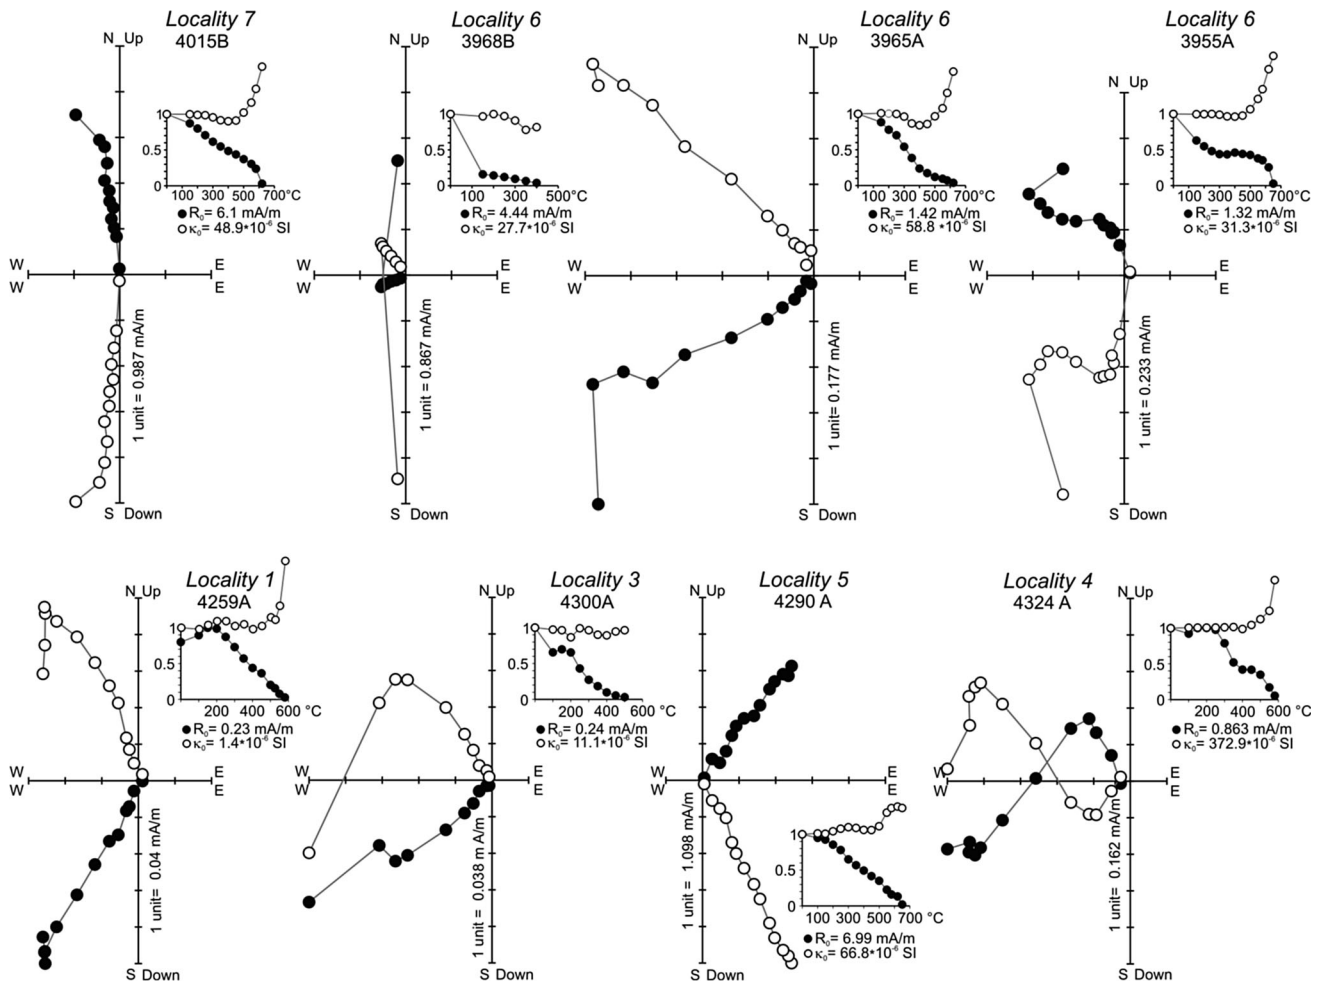 Locality 7
4015B
N Up
1
0.5
0
100 300 500 700°C
R₀= 6.1 mA/m
κ₀= 48.9*10⁻⁶ SI
W E
W E
1 unit = 0.987 mA/m
S Down
Locality 6
3968B
1
0.5
0
100 300 500°C
R₀= 4.44 mA/m
κ₀= 27.7*10⁻⁶ SI
W E
W E
1 unit = 0.867 mA/m
S Down
Locality 6
3965A
N Up
1
0.5
0
100 300 500 700°C
R₀= 1.42 mA/m
κ₀= 58.8 *10⁻⁶ SI
W E
W E
1 unit= 0.177 mA/m
S Down
Locality 6
3955A
N Up
1
0.5
0
100 300 500 700°C
R₀= 1.32 mA/m
κ₀= 31.3*10⁻⁶ SI
W E
W E
1 unit = 0.233 mA/m
Locality 1
4259A
N Up
1
0.5
0
200 400 600 °C
R₀= 0.23 mA/m
κ₀= 1.4*10⁻⁶ SI
W E
W E
1 unit= 0.04 mA/m
S Down
Locality 3
4300A
N Up
1
0.5
0
200 400 600 °C
R₀= 0.24 mA/m
κ₀= 11.1*10⁻⁶ SI
W E
W E
1 unit = 0.038 m A/m
S Down
Locality 5
4290 A
N Up
W E
W E
1 unit = 1.098 mA/m
1
0.5
0
100 300 500 700 °C
R₀= 6.99 mA/m
κ₀= 66.8*10⁻⁶ SI
S Down
Locality 4
4324 A
N Up
1
0.5
0
200 400 600 °C
R₀= 0.863 mA/m
κ₀= 372.9*10⁻⁶ SI
W E
W E
1 unit= 0.162 mA/m
S Down